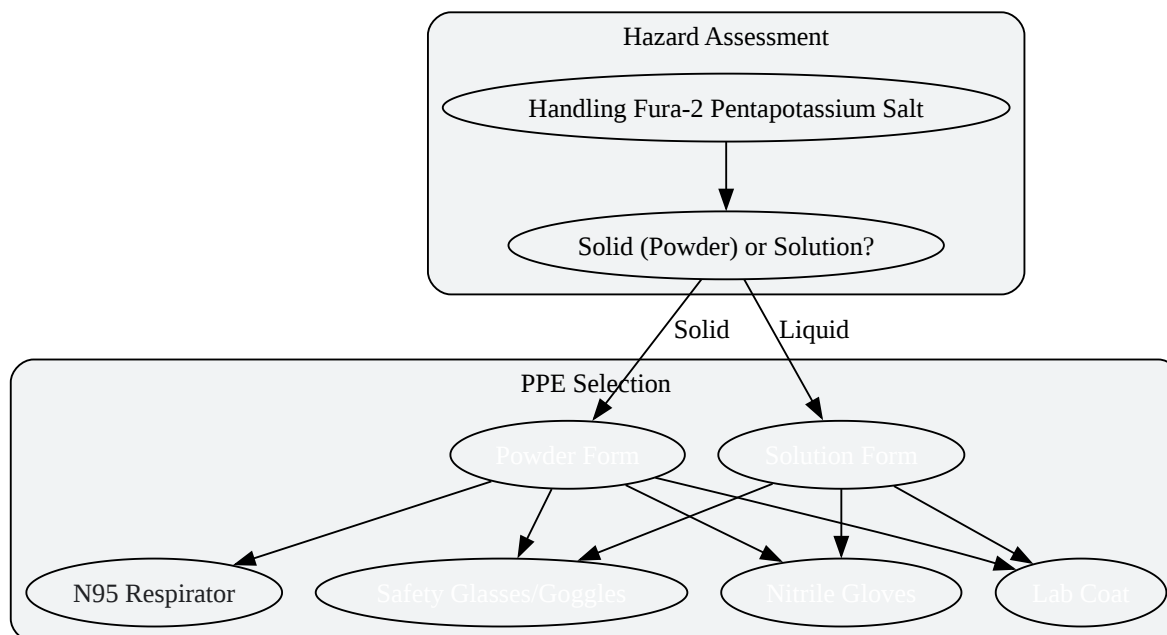 Hazard Assessment
Handling Fura-2 Pentapotassium Salt
Solid (Powder) or Solution?
Solid
Liquid
PPE Selection
Powder Form
Solution Form
N95 Respirator
Safety Glasses/Goggles
Nitrile Gloves
Lab Coat